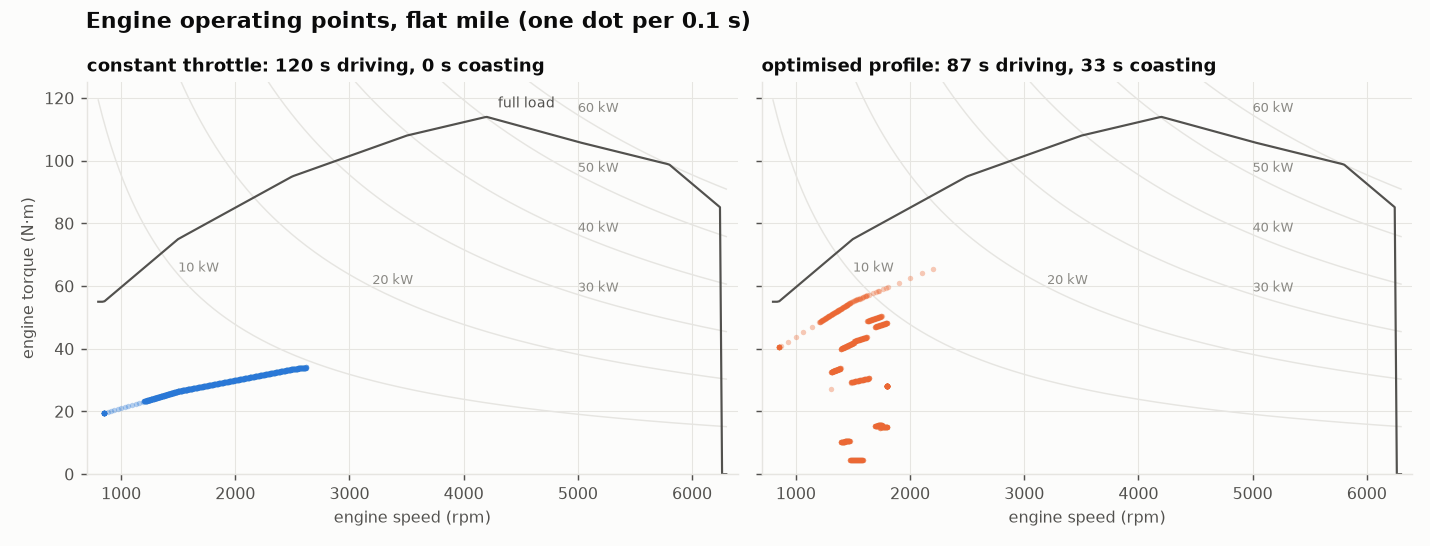 Engine operating points, flat mile (one dot per 0.1 s)
constant throttle: 120 s driving, 0 s coasting
optimised profile: 87 s driving, 33 s coasting
engine torque (N·m)
120
100
80
60
40
20
0
full load
60 kW
50 kW
40 kW
30 kW
20 kW
10 kW
1000 2000 3000 4000 5000 6000
engine speed (rpm)
60 kW
50 kW
40 kW
30 kW
20 kW
10 kW
1000 2000 3000 4000 5000 6000
engine speed (rpm)